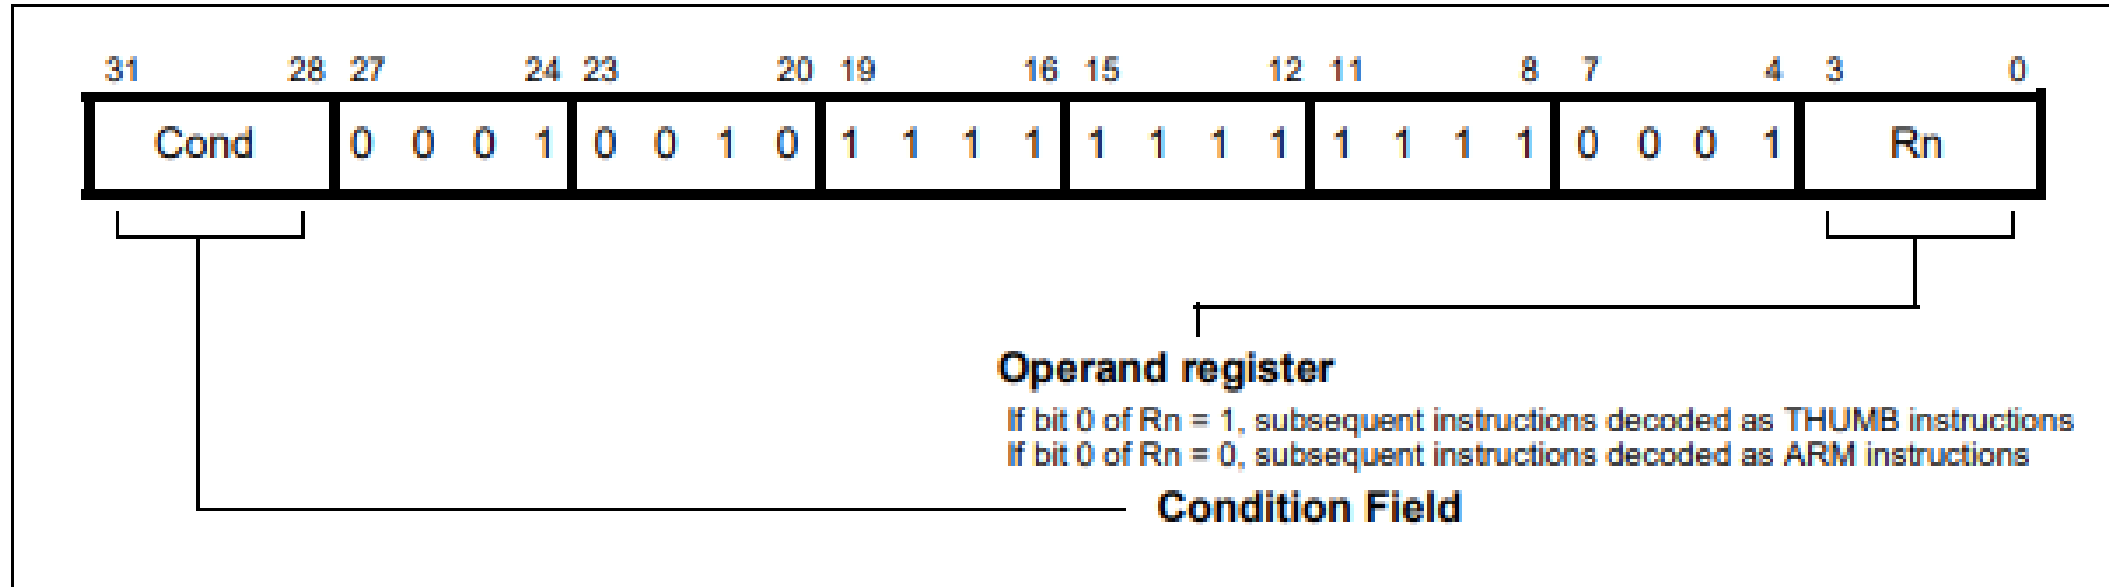 31 28 27 24 23 20 19 16 15 12 11 8 7 4 3 0
Cond 0 0 0 1 0 0 1 0 1 1 1 1 1 1 1 1 1 1 1 1 0 0 0 1 Rn
Operand register
If bit 0 of Rn = 1, subsequent instructions decoded as THUMB instructions
If bit 0 of Rn = 0, subsequent instructions decoded as ARM instructions
Condition Field